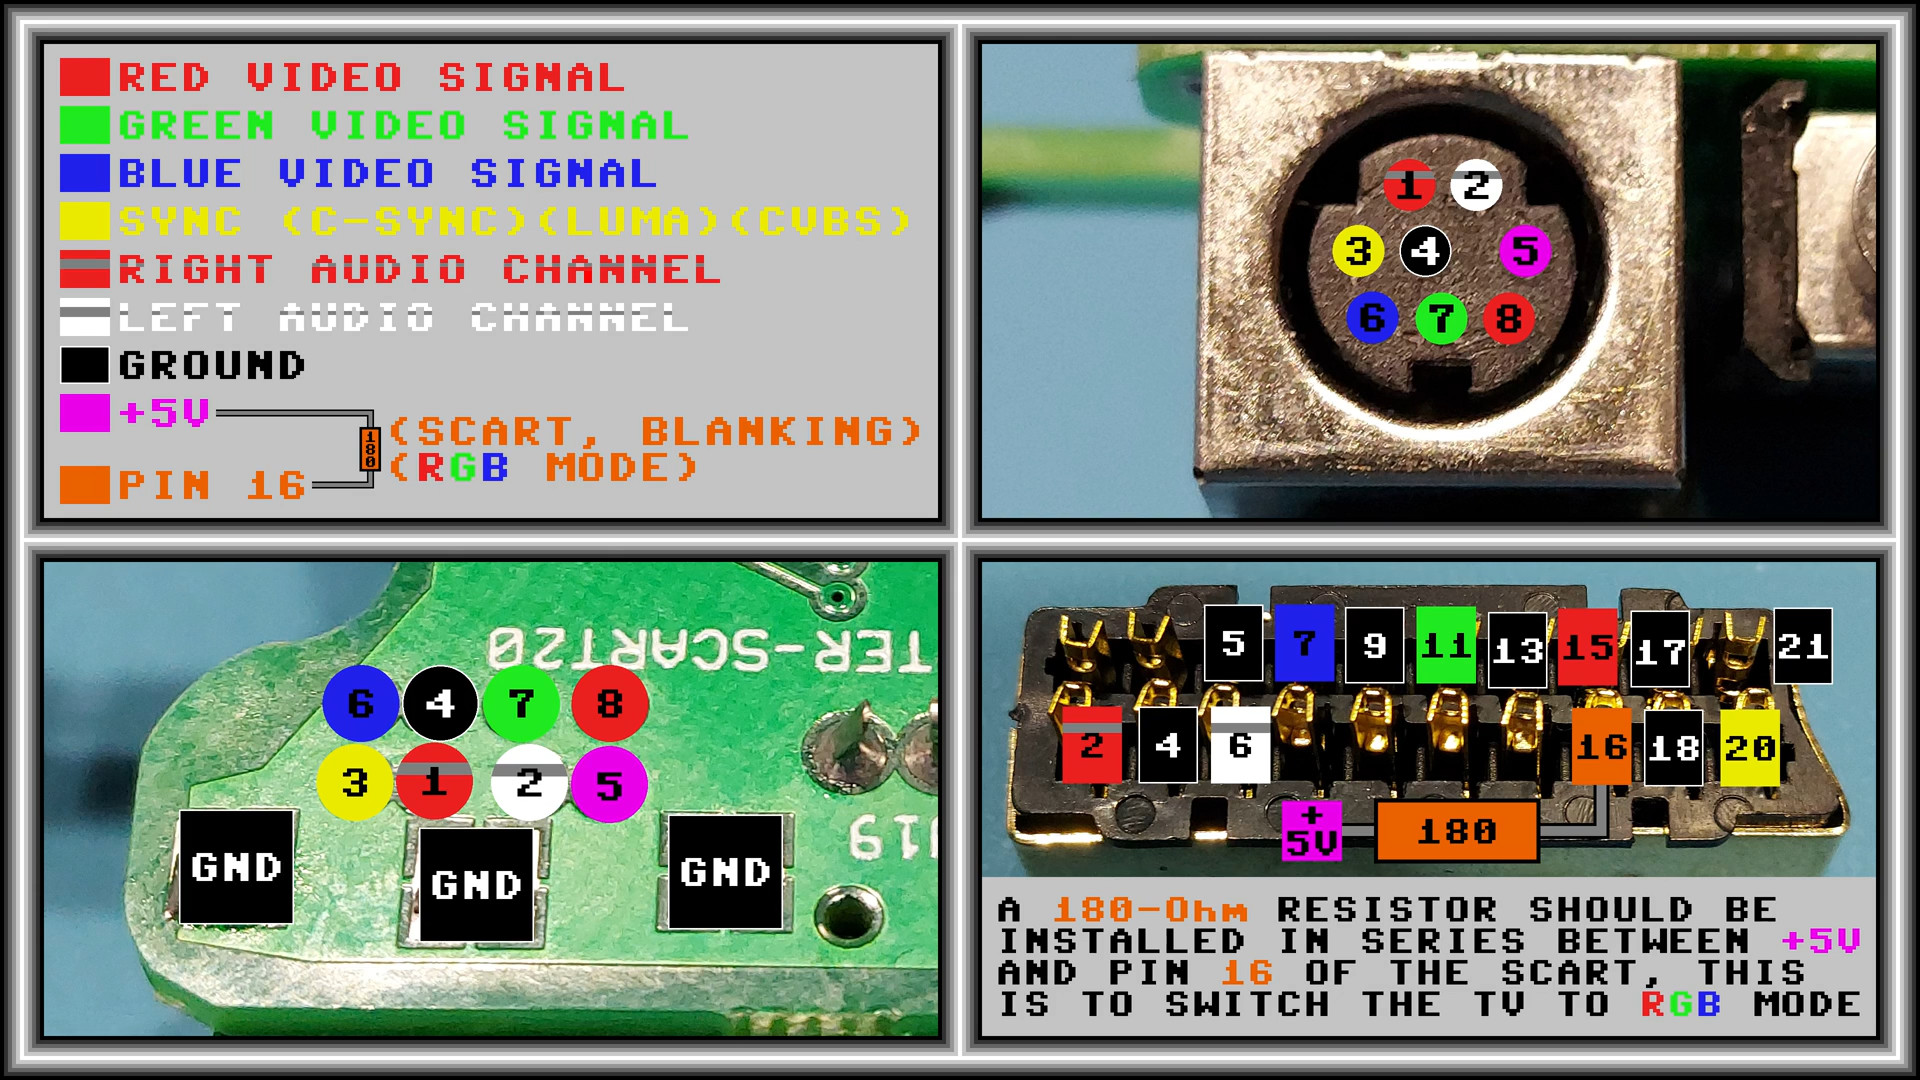 RED VIDEO SIGNAL
GREEN VIDEO SIGNAL
BLUE VIDEO SIGNAL
SYNC (C-SYNC)(LUMA)(CVBS)
RIGHT AUDIO CHANNEL
LEFT AUDIO CHANNEL
GROUND
+5V
180
(SCART, BLANKING)
(RGB MODE)
PIN 16
1 2
3 4 5
6 7 8
TER-SCART20
6 4 7 8
3 1 2 5
J19
GND GND GND
5 7 9 11 13 15 17 21
2 4 6 16 18 20
+5V 180
A 180-Ohm RESISTOR SHOULD BE
INSTALLED IN SERIES BETWEEN +5V
AND PIN 16 OF THE SCART, THIS
IS TO SWITCH THE TV TO RGB MODE